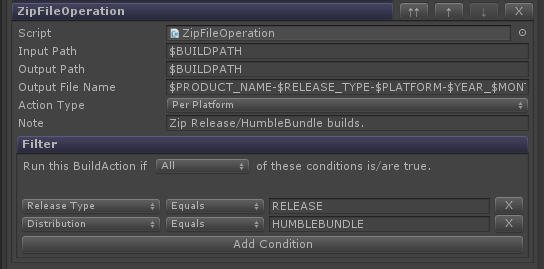 ZipFileOperation ↑↑ ↑ ↓ X
Script ZipFileOperation
Input Path $BUILDPATH
Output Path $BUILDPATH
Output File Name $PRODUCT_NAME-$RELEASE_TYPE-$PLATFORM-$YEAR_$MONT
Action Type Per Platform
Note Zip Release/HumbleBundle builds.
Filter
Run this BuildAction if All of these conditions is/are true.
Release Type Equals RELEASE X
Distribution Equals HUMBLEBUNDLE X
Add Condition